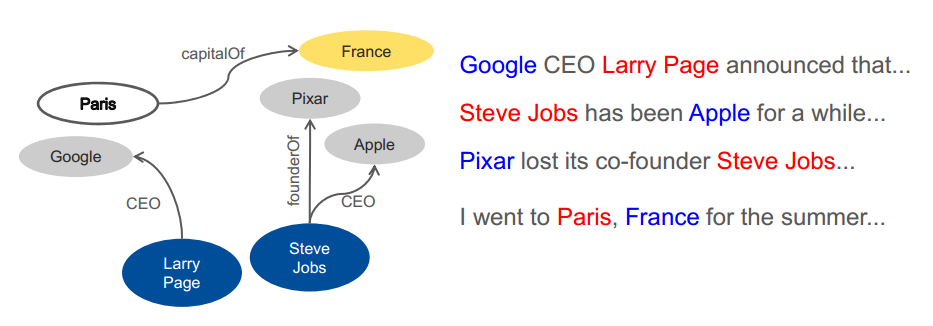 capitalOf
France
Paris
Pixar
Google
Apple
founderOf
CEO
CEO
Larry
Page
Steve
Jobs
Google CEO Larry Page announced that...
Steve Jobs has been Apple for a while...
Pixar lost its co-founder Steve Jobs...
I went to Paris, France for the summer...